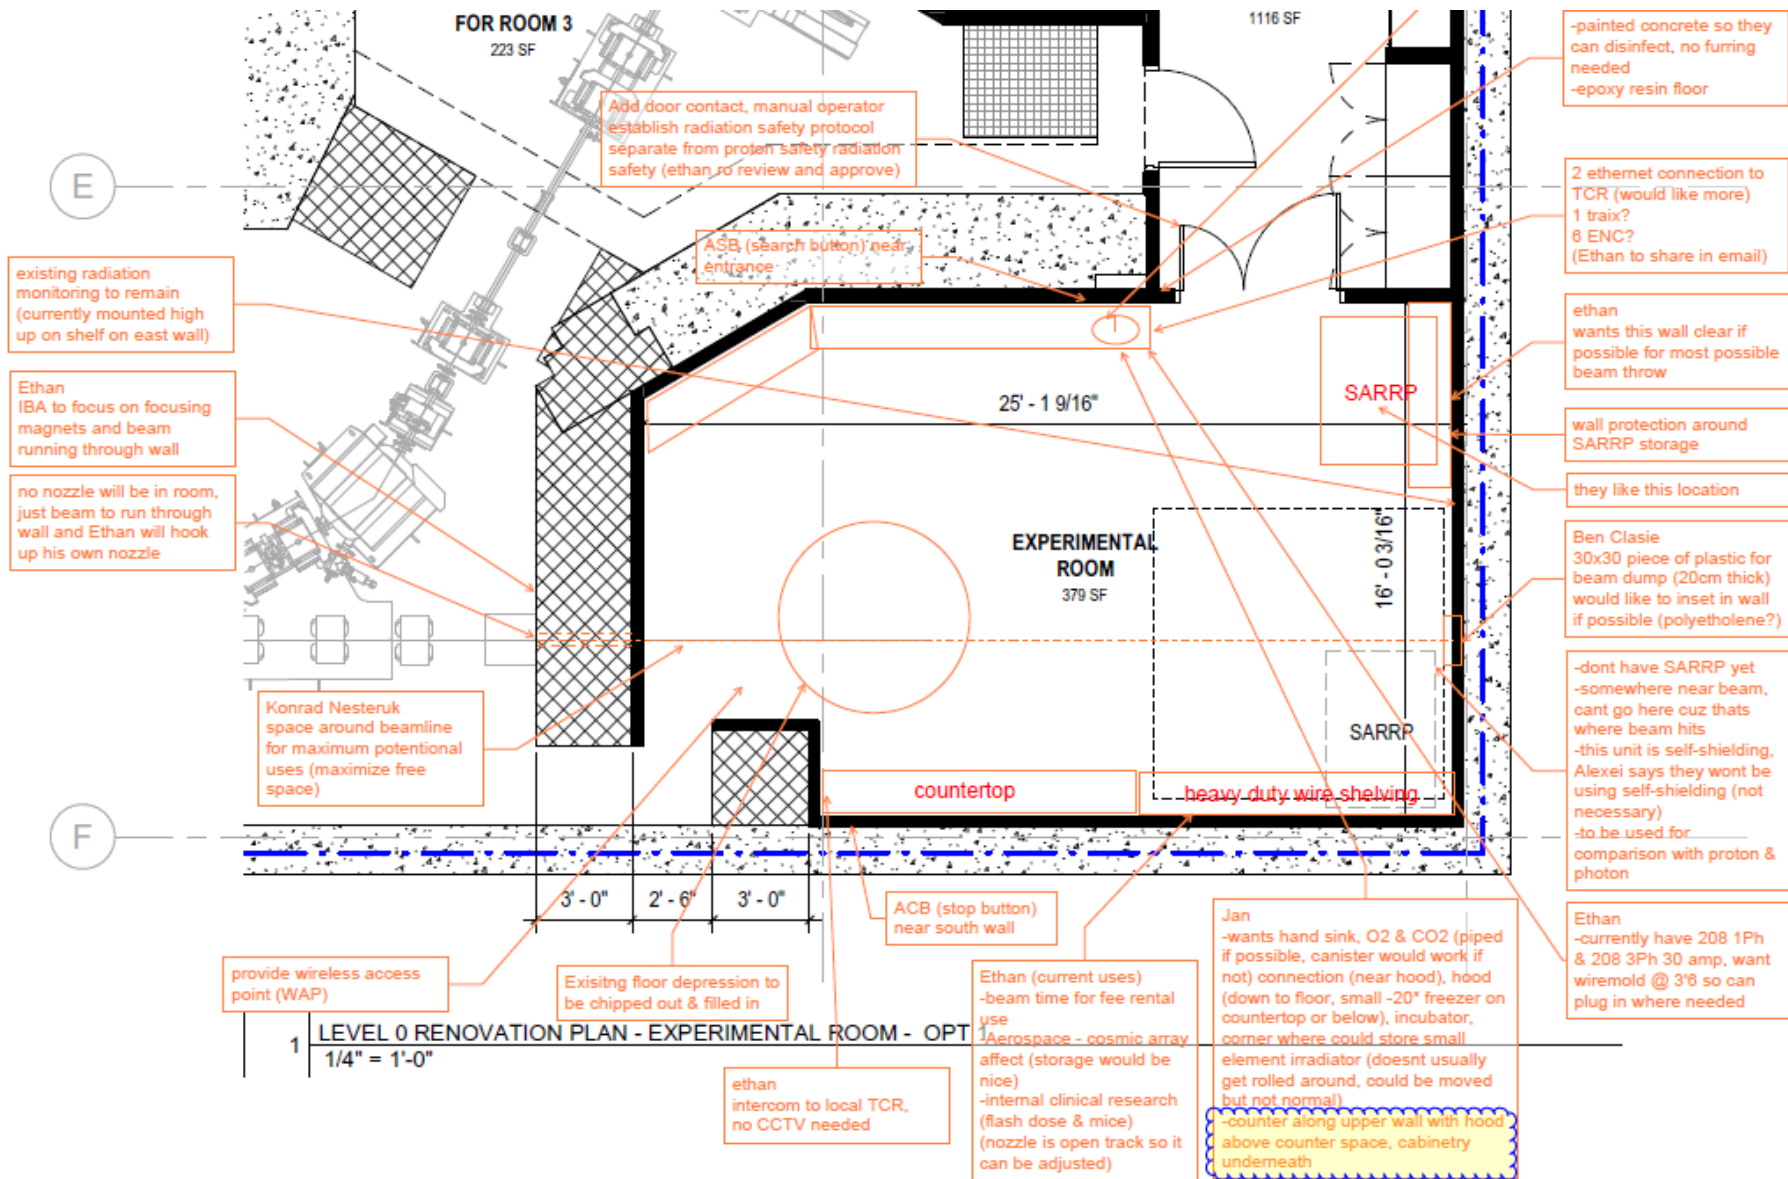 FOR ROOM 3
223 SF
1116 SF
-painted concrete so they
can disinfect, no furring
needed
-epoxy resin floor
Add door contact, manual operator
establish radiation safety protocol
separate from proton safety radiation
safety (ethan ro review and approve)
E
2 ethernet connection to
TCR (would like more)
1 traix?
6 ENC?
(Ethan to share in email)
ASB (search button) near
entrance
existing radiation
monitoring to remain
(currently mounted high
up on shelf on east wall)
ethan
wants this wall clear if
possible for most possible
beam throw
Ethan
IBA to focus on focusing
magnets and beam
running through wall
SARRP
25' - 1 9/16"
wall protection around
SARRP storage
no nozzle will be in room,
just beam to run through
wall and Ethan will hook
up his own nozzle
they like this location
EXPERIMENTAL
ROOM
379 SF
16' - 0 3/16"
Ben Clasie
30x30 piece of plastic for
beam dump (20cm thick)
would like to inset in wall
if possible (polyetholene?)
Konrad Nesteruk
space around beamline
for maximum potentional
uses (maximize free
space)
SARRP
-dont have SARRP yet
-somewhere near beam,
cant go here cuz thats
where beam hits
-this unit is self-shielding,
Alexei says they wont be
using self-shielding (not
necessary)
-to be used for
comparison with proton &
photon
countertop
heavy duty wire shelving
F
3' - 0"
2' - 6"
3' - 0"
ACB (stop button)
near south wall
Ethan
-currently have 208 1Ph
& 208 3Ph 30 amp, want
wiremold @ 3'6 so can
plug in where needed
provide wireless access
point (WAP)
Exisitng floor depression to
be chipped out & filled in
Ethan (current uses)
-beam time for fee rental
use
-Aerospace - cosmic array
affect (storage would be
nice)
-internal clinical research
(flash dose & mice)
(nozzle is open track so it
can be adjusted)
Jan
-wants hand sink, O2 & CO2 (piped
if possible, canister would work if
not) connection (near hood), hood
(down to floor, small -20° freezer on
countertop or below), incubator,
corner where could store small
element irradiator (doesnt usually
get rolled around, could be moved
but not normal)
-counter along upper wall with hood
above counter space, cabinetry
underneath
1
LEVEL 0 RENOVATION PLAN - EXPERIMENTAL ROOM - OPT 1
1/4" = 1'-0"
ethan
intercom to local TCR,
no CCTV needed